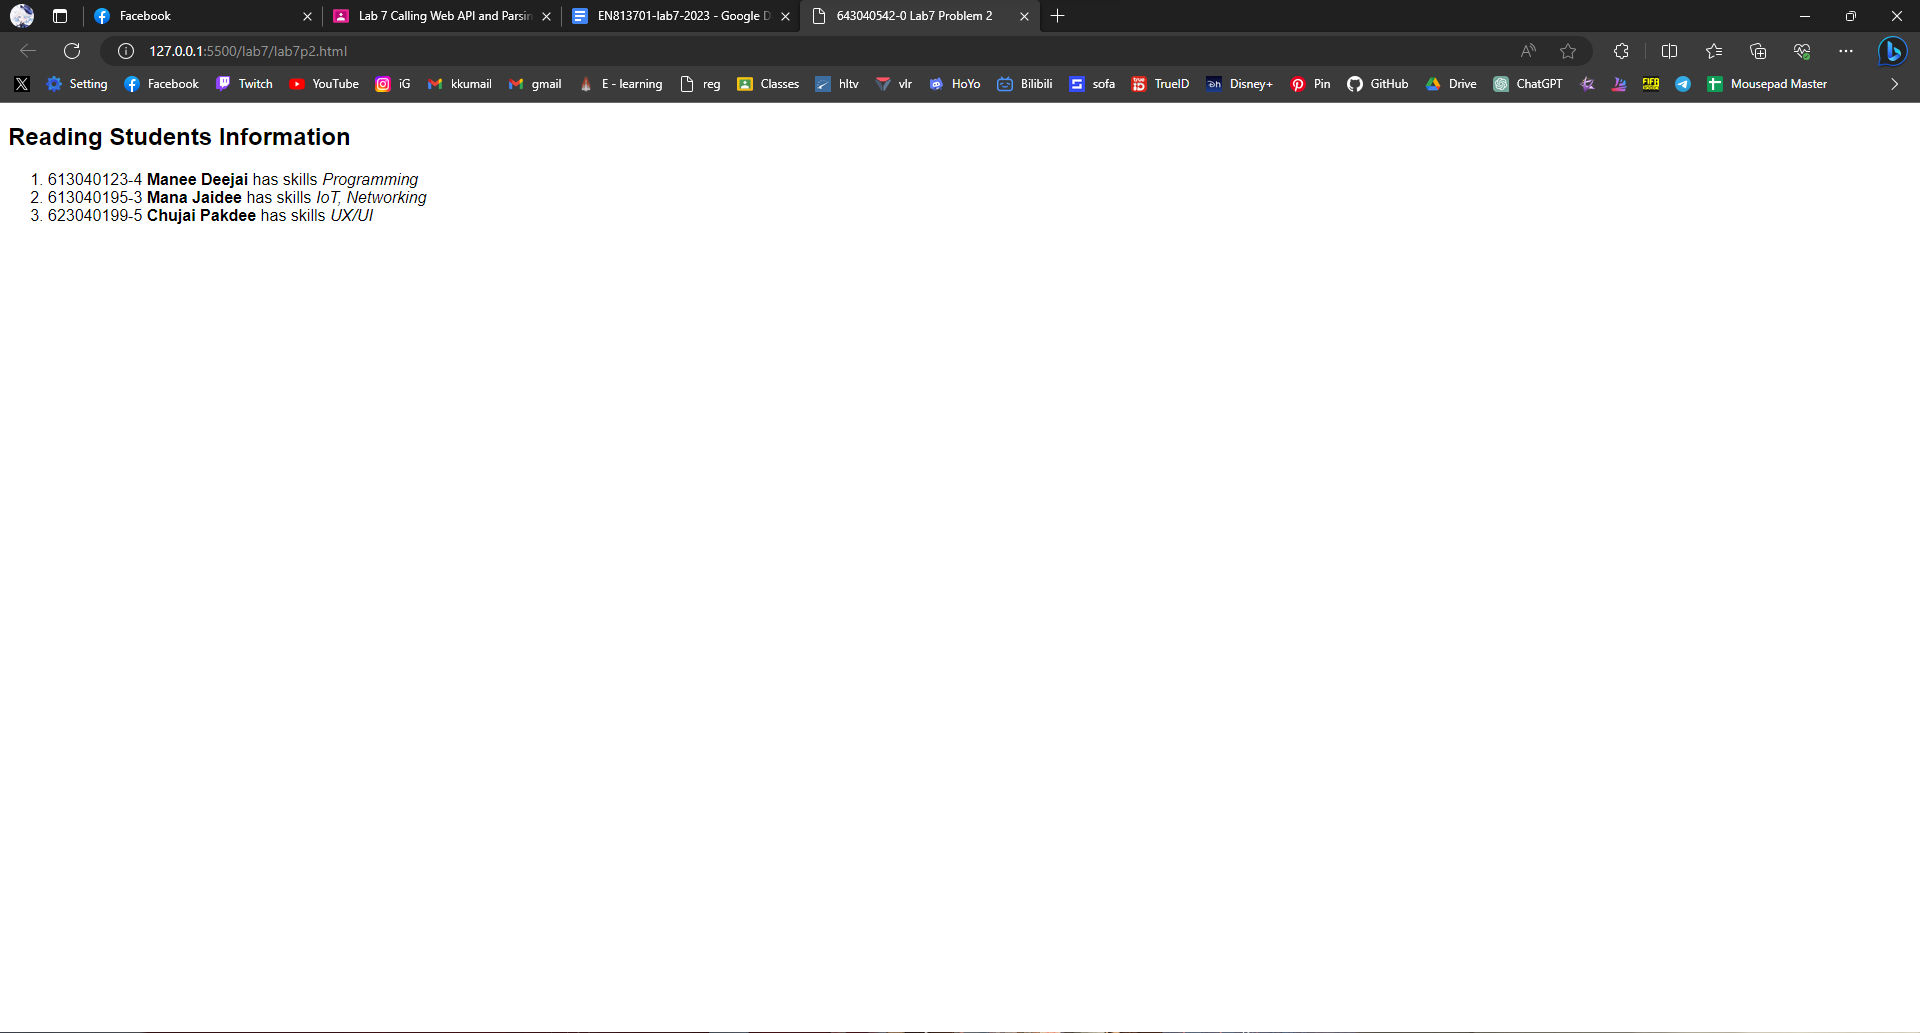 Facebook
Lab 7 Calling Web API and Parsin
EN813701-lab7-2023 - Google D
643040542-0 Lab7 Problem 2
127.0.0.1:5500/lab7/lab7p2.html
Setting Facebook Twitch YouTube iG kkumail gmail E - learning reg Classes hltv vlr HoYo Bilibili sofa TrueID Disney+ Pin GitHub Drive ChatGPT Mousepad Master
Reading Students Information
1. 613040123-4 Manee Deejai has skills Programming
2. 613040195-3 Mana Jaidee has skills IoT, Networking
3. 623040199-5 Chujai Pakdee has skills UX/UI